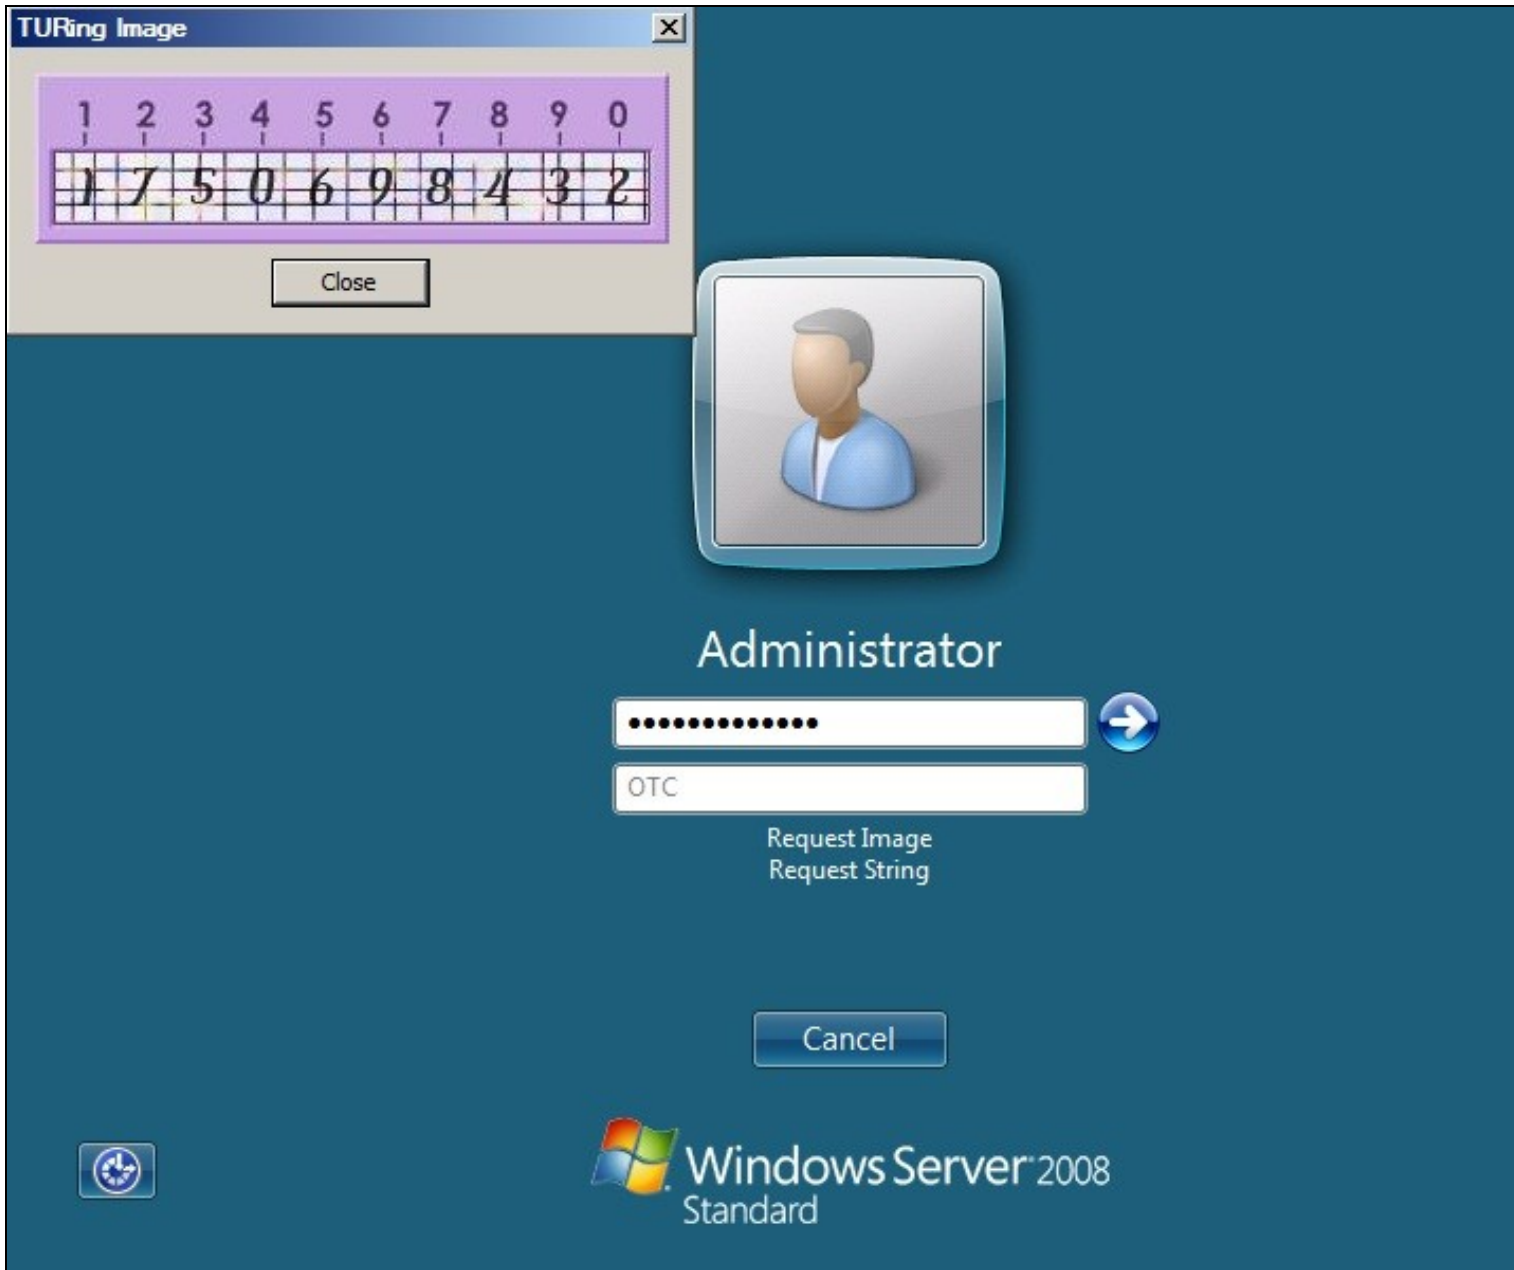 TURing Image
1 2 3 4 5 6 7 8 9 0
1 7 5 0 6 9 8 4 3 2
Close
Administrator
OTC
Request Image
Request String
Cancel
Windows Server 2008
Standard